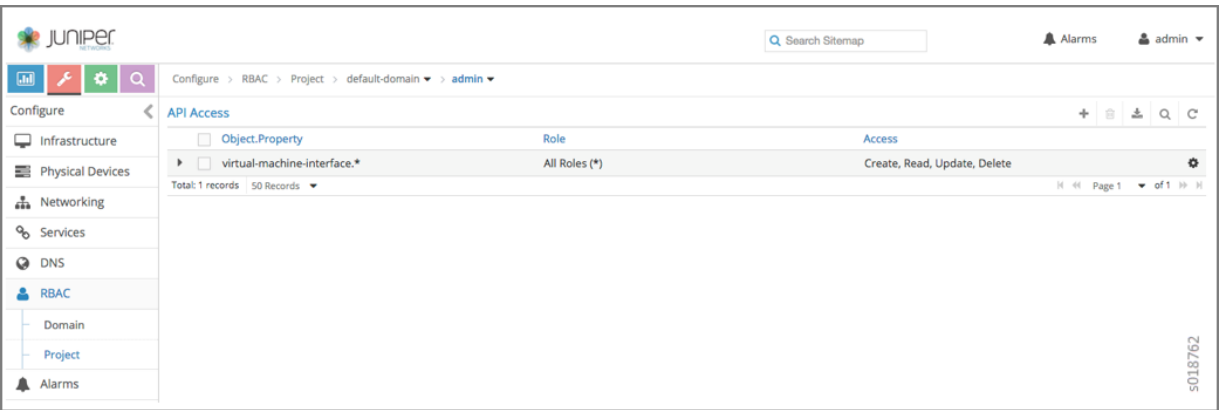 JUNIPER
NETWORKS
Search Sitemap
Alarms
admin
Configure > RBAC > Project > default-domain > admin
Configure
API Access
Object.Property Role Access
virtual-machine-interface.* All Roles (*) Create, Read, Update, Delete
Total: 1 records 50 Records Page 1 of 1
Infrastructure
Physical Devices
Networking
Services
DNS
RBAC
Domain
Project
Alarms
s018762